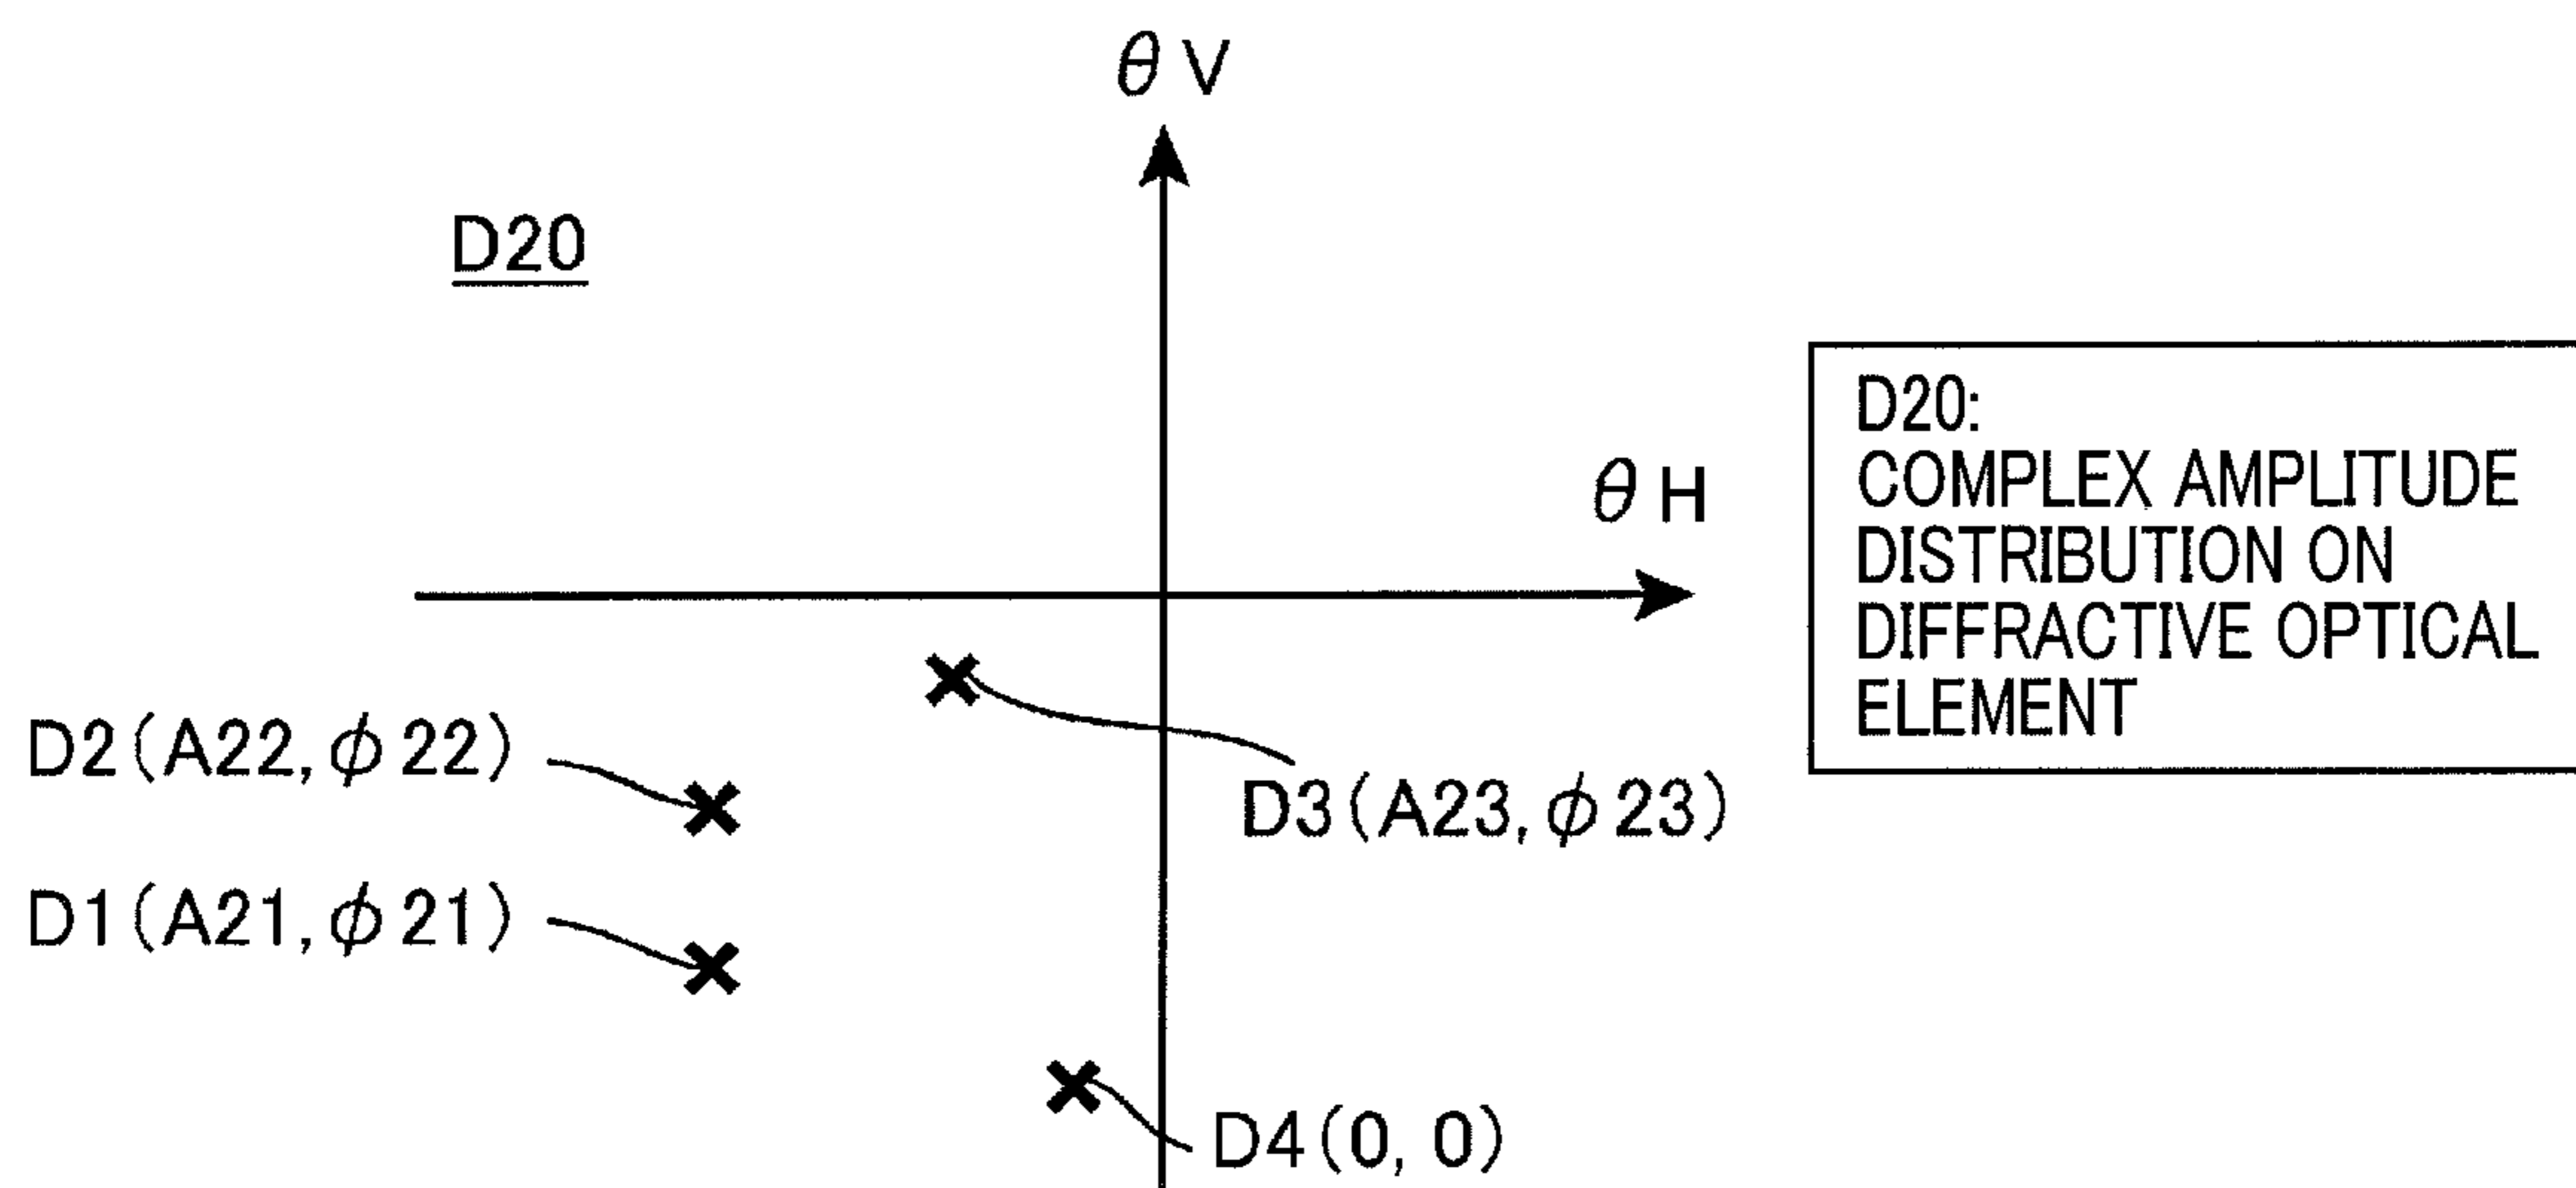 θV
D20
θH
D20:
COMPLEX AMPLITUDE
DISTRIBUTION ON
DIFFRACTIVE OPTICAL
ELEMENT
D2(A22,ϕ22)
D3(A23,ϕ23)
D1(A21,ϕ21)
D4(0, 0)